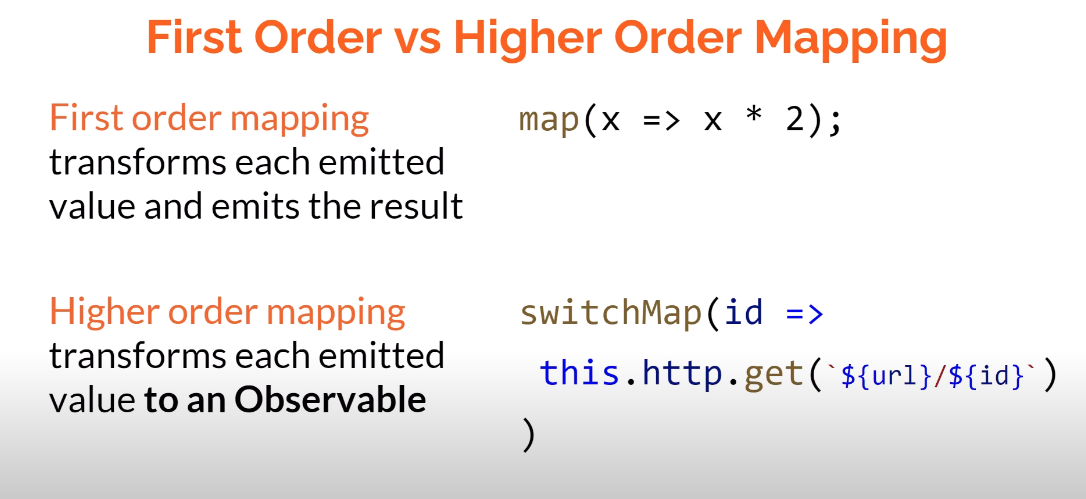 First Order vs Higher Order Mapping
First order mapping
transforms each emitted
value and emits the result
map(x => x * 2);
Higher order mapping
transforms each emitted
value to an Observable
switchMap(id =>
this.http.get(`${url}/${id}`)
)